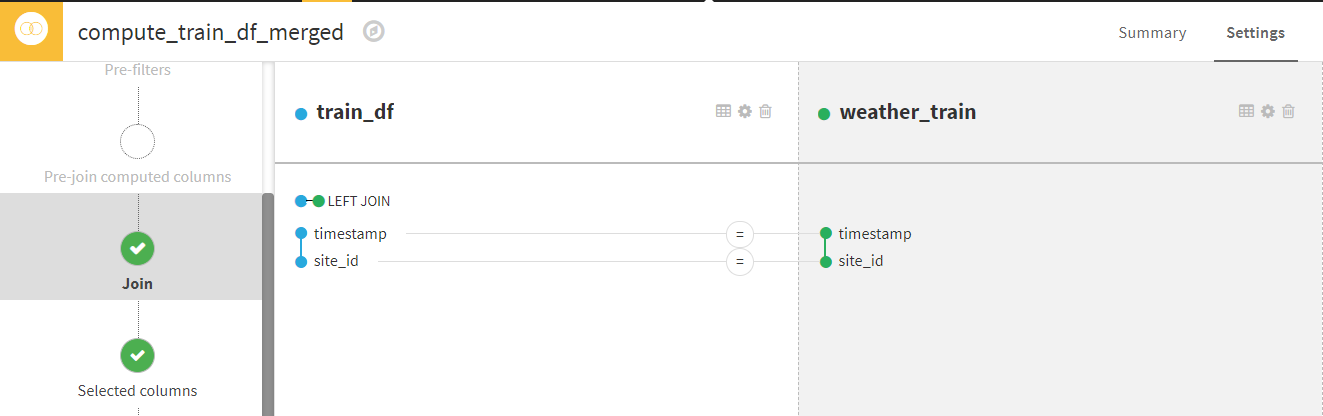 compute_train_df_merged
Summary
Settings
Pre-filters
Pre-join computed columns
Join
Selected columns
train_df
weather_train
LEFT JOIN
timestamp = timestamp
site_id = site_id